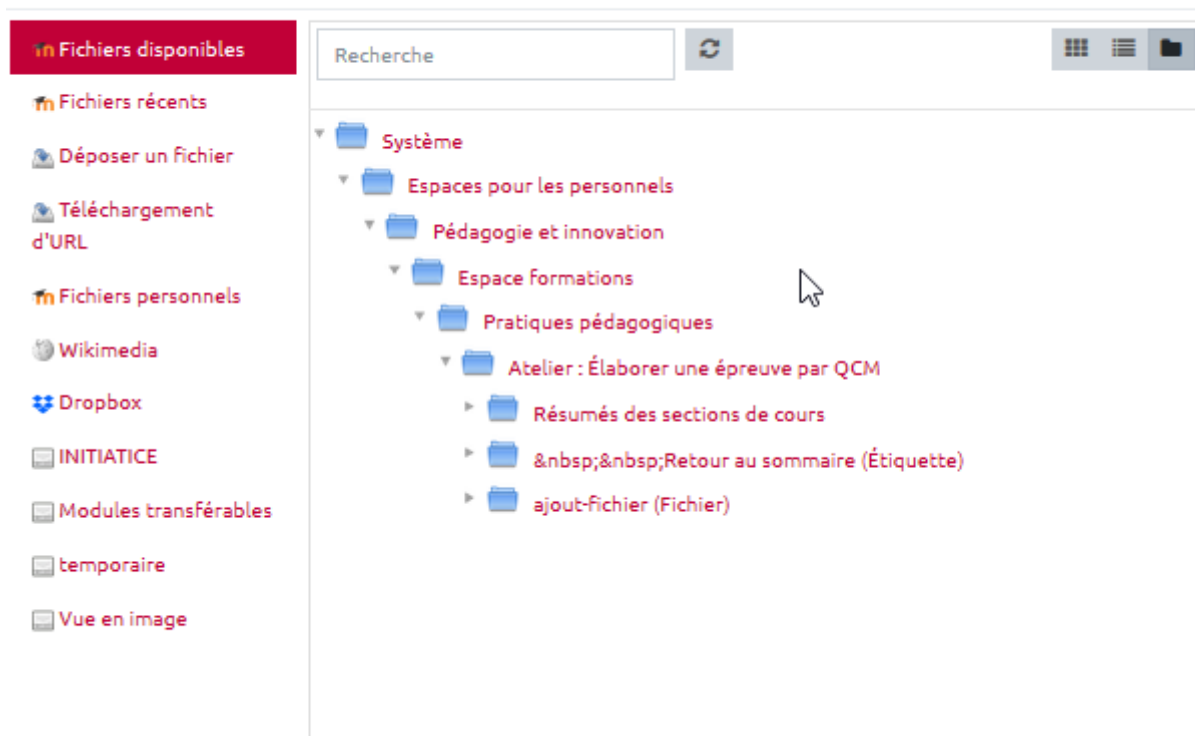 Fichiers disponibles
Fichiers récents
Déposer un fichier
Téléchargement
d'URL
Fichiers personnels
Wikimedia
Dropbox
INITIATICE
Modules transférables
temporaire
Vue en image
Recherche
Système
Espaces pour les personnels
Pédagogie et innovation
Espace formations
Pratiques pédagogiques
Atelier : Élaborer une épreuve par QCM
Résumés des sections de cours
&nbsp;&nbsp;Retour au sommaire (Étiquette)
ajout-fichier (Fichier)